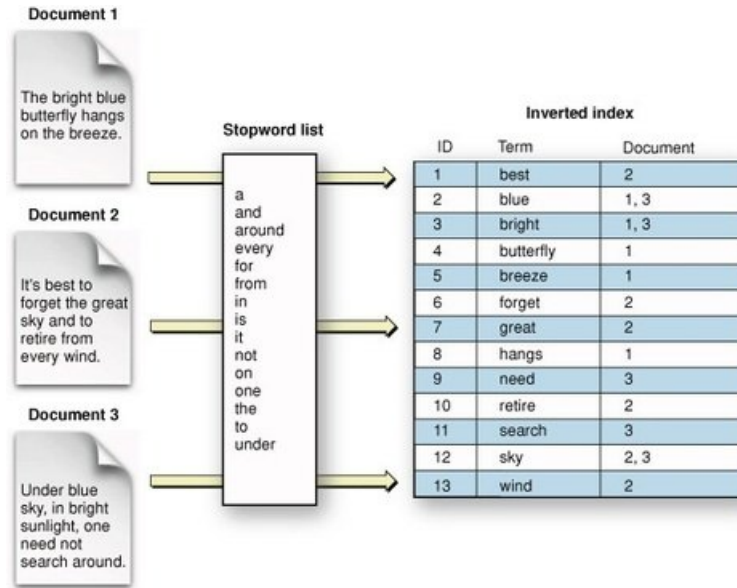 Document 1
The bright blue
butterfly hangs
on the breeze.
Document 2
It's best to
forget the great
sky and to
retire from
every wind.
Document 3
Under blue
sky, in bright
sunlight, one
need not
search around.
Stopword list
a
and
around
every
for
from
in
is
it
not
on
one
the
to
under
Inverted index
ID Term Document
1 best 2
2 blue 1, 3
3 bright 1, 3
4 butterfly 1
5 breeze 1
6 forget 2
7 great 2
8 hangs 1
9 need 3
10 retire 2
11 search 3
12 sky 2, 3
13 wind 2